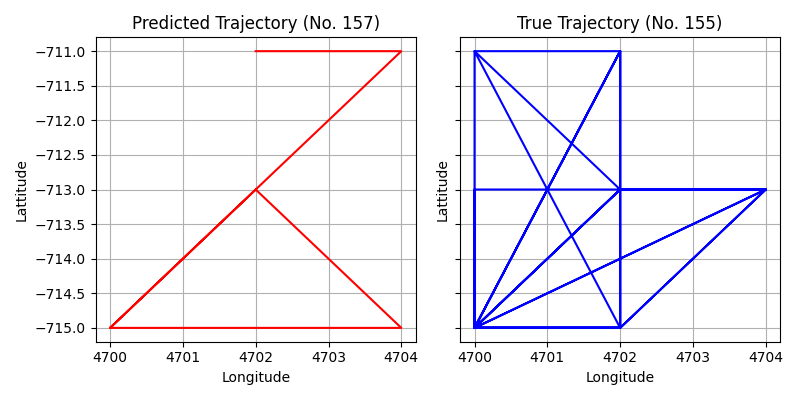 Predicted Trajectory (No. 157)
Lattitude
−711.0
−711.5
−712.0
−712.5
−713.0
−713.5
−714.0
−714.5
−715.0
4700 4701 4702 4703 4704
Longitude
True Trajectory (No. 155)
Lattitude
4700 4701 4702 4703 4704
Longitude